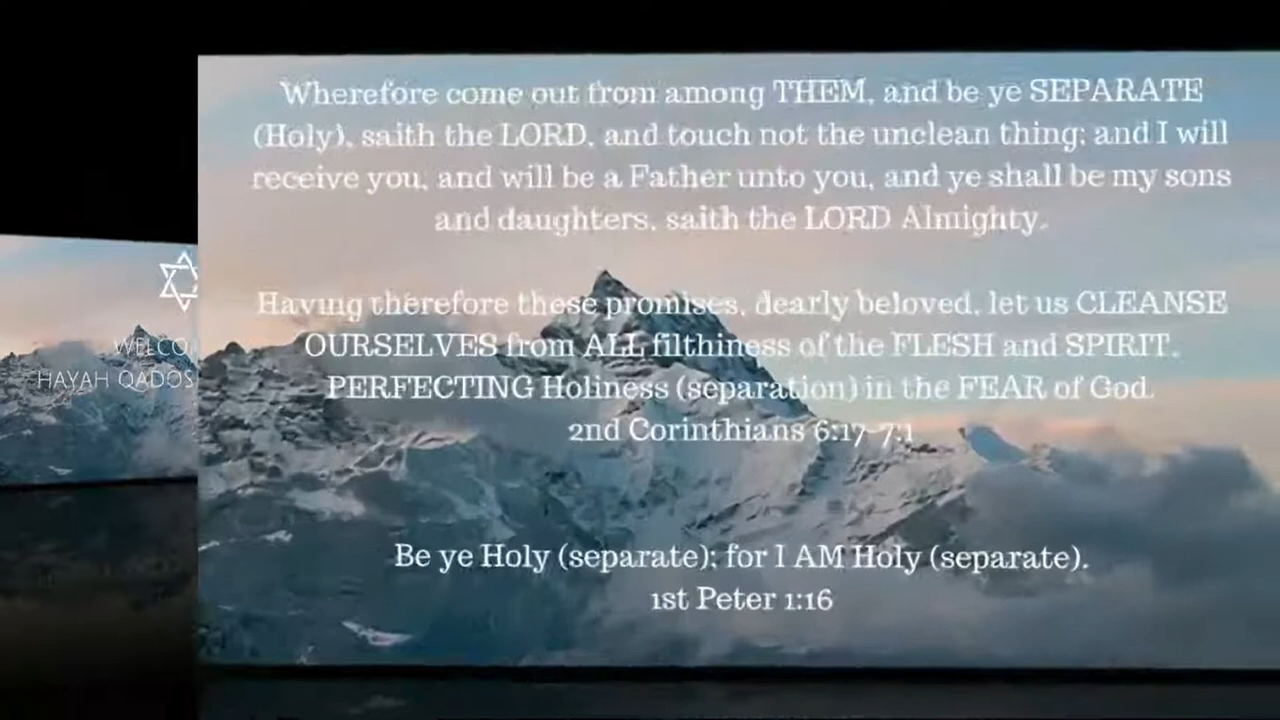 Wherefore come out from among THEM, and be ye SEPARATE
(Holy), saith the LORD, and touch not the unclean thing; and I will
receive you, and will be a Father unto you, and ye shall be my sons
and daughters, saith the LORD Almighty.
Having therefore these promises, dearly beloved, let us CLEANSE
OURSELVES from ALL filthiness of the FLESH and SPIRIT,
PERFECTING Holiness (separation) in the FEAR of God.
2nd Corinthians 6:17-7:1
Be ye Holy (separate); for I AM Holy (separate).
1st Peter 1:16
WELCO
HAYAH QADOS